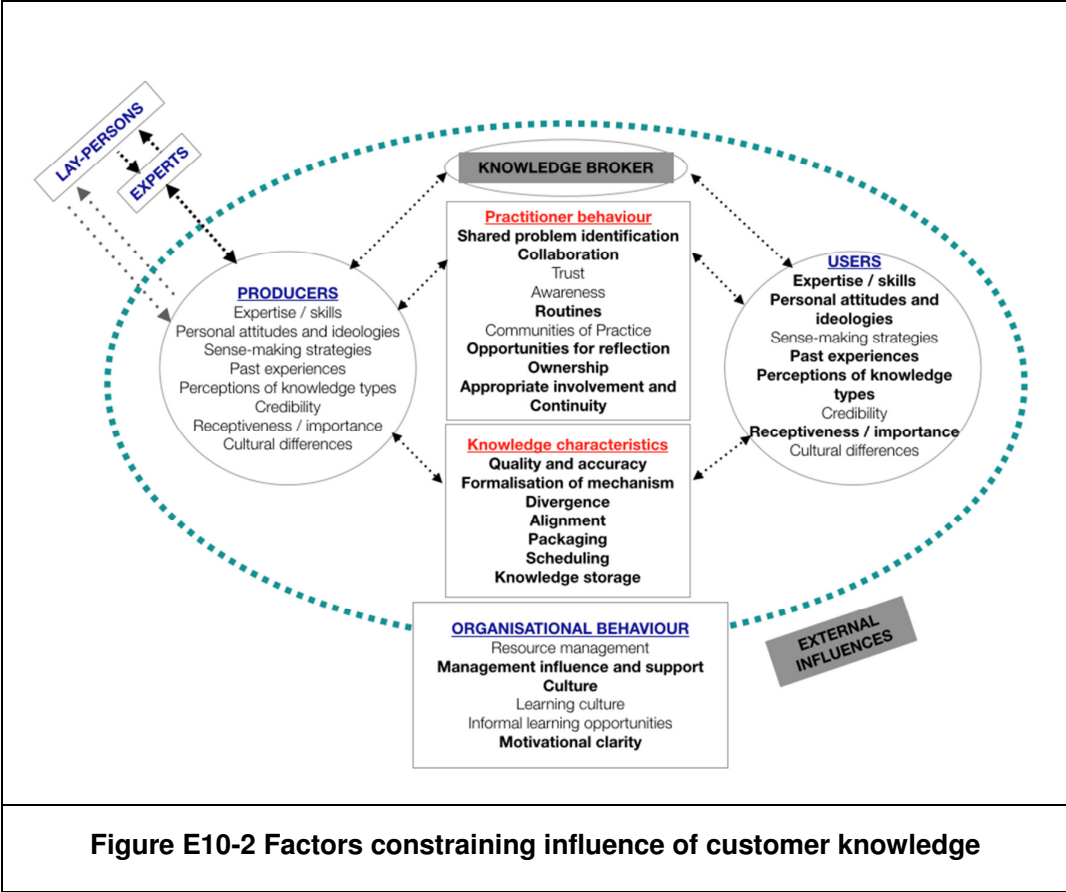 LAY-PERSONS
EXPERTS
KNOWLEDGE BROKER
PRODUCERS
Expertise / skills
Personal attitudes and ideologies
Sense-making strategies
Past experiences
Perceptions of knowledge types
Credibility
Receptiveness / importance
Cultural differences
Practitioner behaviour
Shared problem identification
Collaboration
Trust
Awareness
Routines
Communities of Practice
Opportunities for reflection
Ownership
Appropriate involvement and
Continuity
Knowledge characteristics
Quality and accuracy
Formalisation of mechanism
Divergence
Alignment
Packaging
Scheduling
Knowledge storage
USERS
Expertise / skills
Personal attitudes and
ideologies
Sense-making strategies
Past experiences
Perceptions of knowledge
types
Credibility
Receptiveness / importance
Cultural differences
ORGANISATIONAL BEHAVIOUR
Resource management
Management influence and support
Culture
Learning culture
Informal learning opportunities
Motivational clarity
EXTERNAL
INFLUENCES
Figure E10-2 Factors constraining influence of customer knowledge